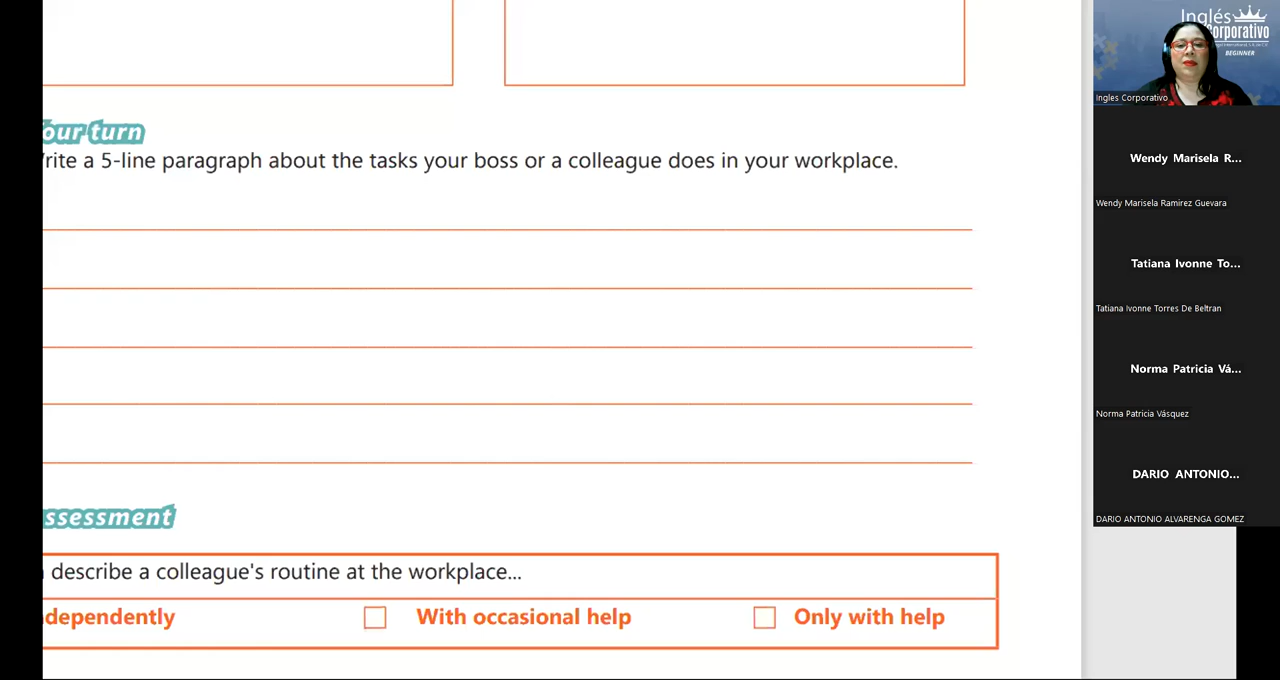 our turn
rite a 5-line paragraph about the tasks your boss or a colleague does in your workplace.
ssessment
describe a colleague's routine at the workplace...
dependently
With occasional help
Only with help
Inglés
Corporativo
BEGINNER
Ingles Corporativo
Wendy Marisela R...
Wendy Marisela Ramirez Guevara
Tatiana Ivonne To...
Tatiana Ivonne Torres De Beltran
Norma Patricia Vá...
Norma Patricia Vásquez
DARIO ANTONIO...
DARIO ANTONIO ALVARENGA GOMEZ